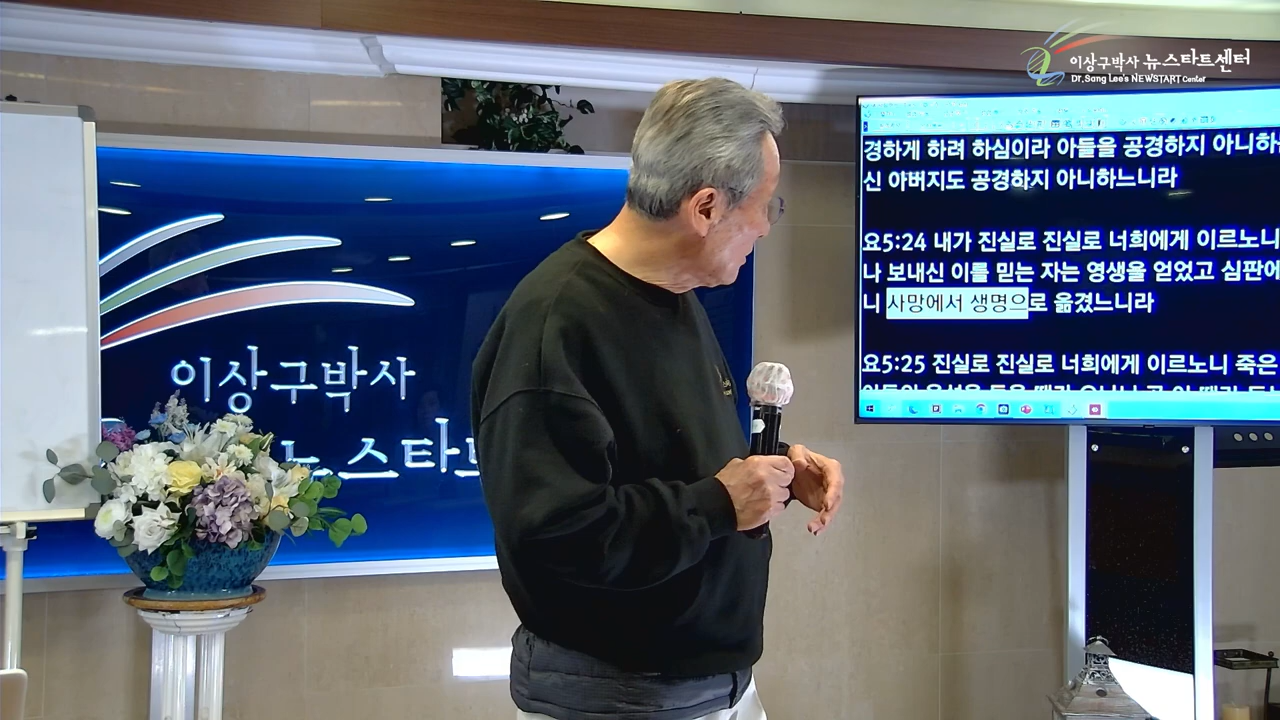 이상구박사 뉴스타트센터
Dr.Sang Lee's NEWSTART Center
이상구박사
뉴스타
경하게 하려 하심이라 아들을 공경하지 아니하
신 아버지도 공경하지 아니하느니라
요5:24 내가 진실로 진실로 너희에게 이르노니
나 보내신 이를 믿는 자는 영생을 얻었고 심판에
니 사망에서 생명으로 옮겼느니라
요5:25 진실로 진실로 너희에게 이르노니 죽은